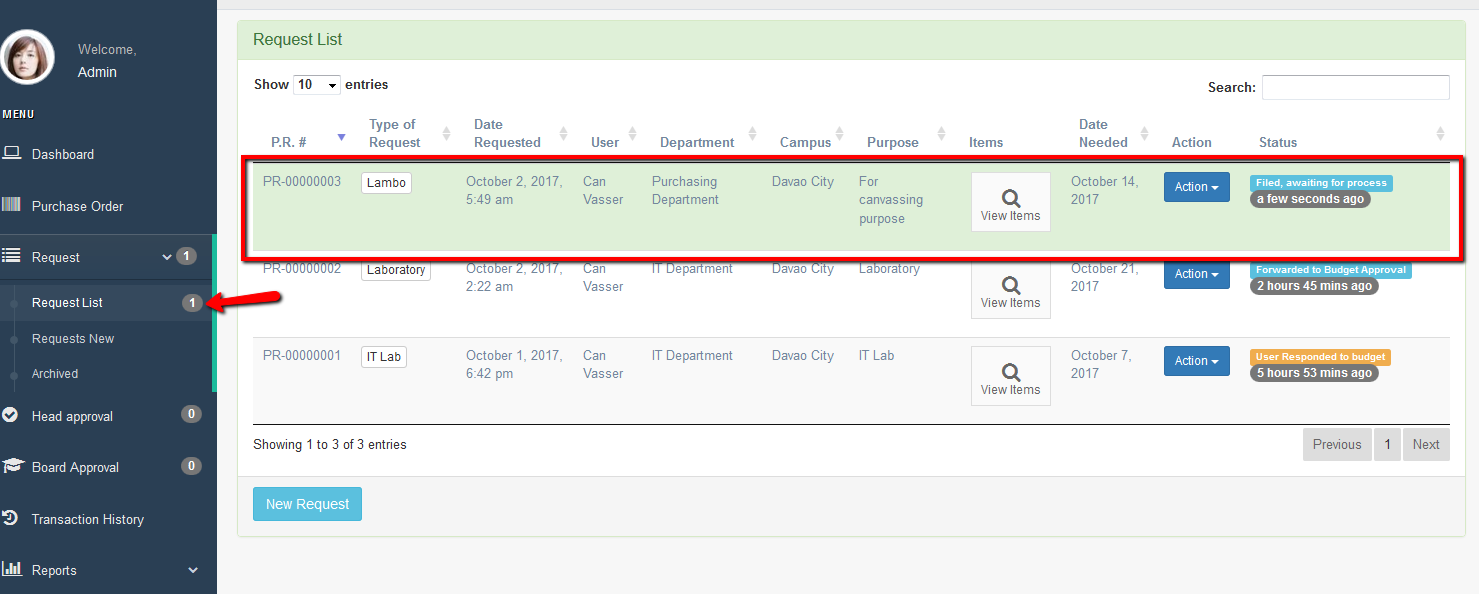 Welcome,
Admin
MENU
Dashboard
Purchase Order
Request 1
Request List 1
Requests New
Archived
Head approval 0
Board Approval 0
Transaction History
Reports
Request List
Show 10 entries
Search:
P.R. # Type of Request Date Requested User Department Campus Purpose Items Date Needed Action Status
PR-00000003 Lambo October 2, 2017, 5:49 am Can Vasser Purchasing Department Davao City For canvassing purpose View Items October 14, 2017 Action Filed, awaiting for process a few seconds ago
PR-00000002 Laboratory October 2, 2017, 2:22 am Can Vasser IT Department Davao City Laboratory View Items October 21, 2017 Action Forwarded to Budget Approval 2 hours 45 mins ago
PR-00000001 IT Lab October 1, 2017, 6:42 pm Can Vasser IT Department Davao City IT Lab View Items October 7, 2017 Action User Responded to budget 5 hours 53 mins ago
Showing 1 to 3 of 3 entries
Previous 1 Next
New Request